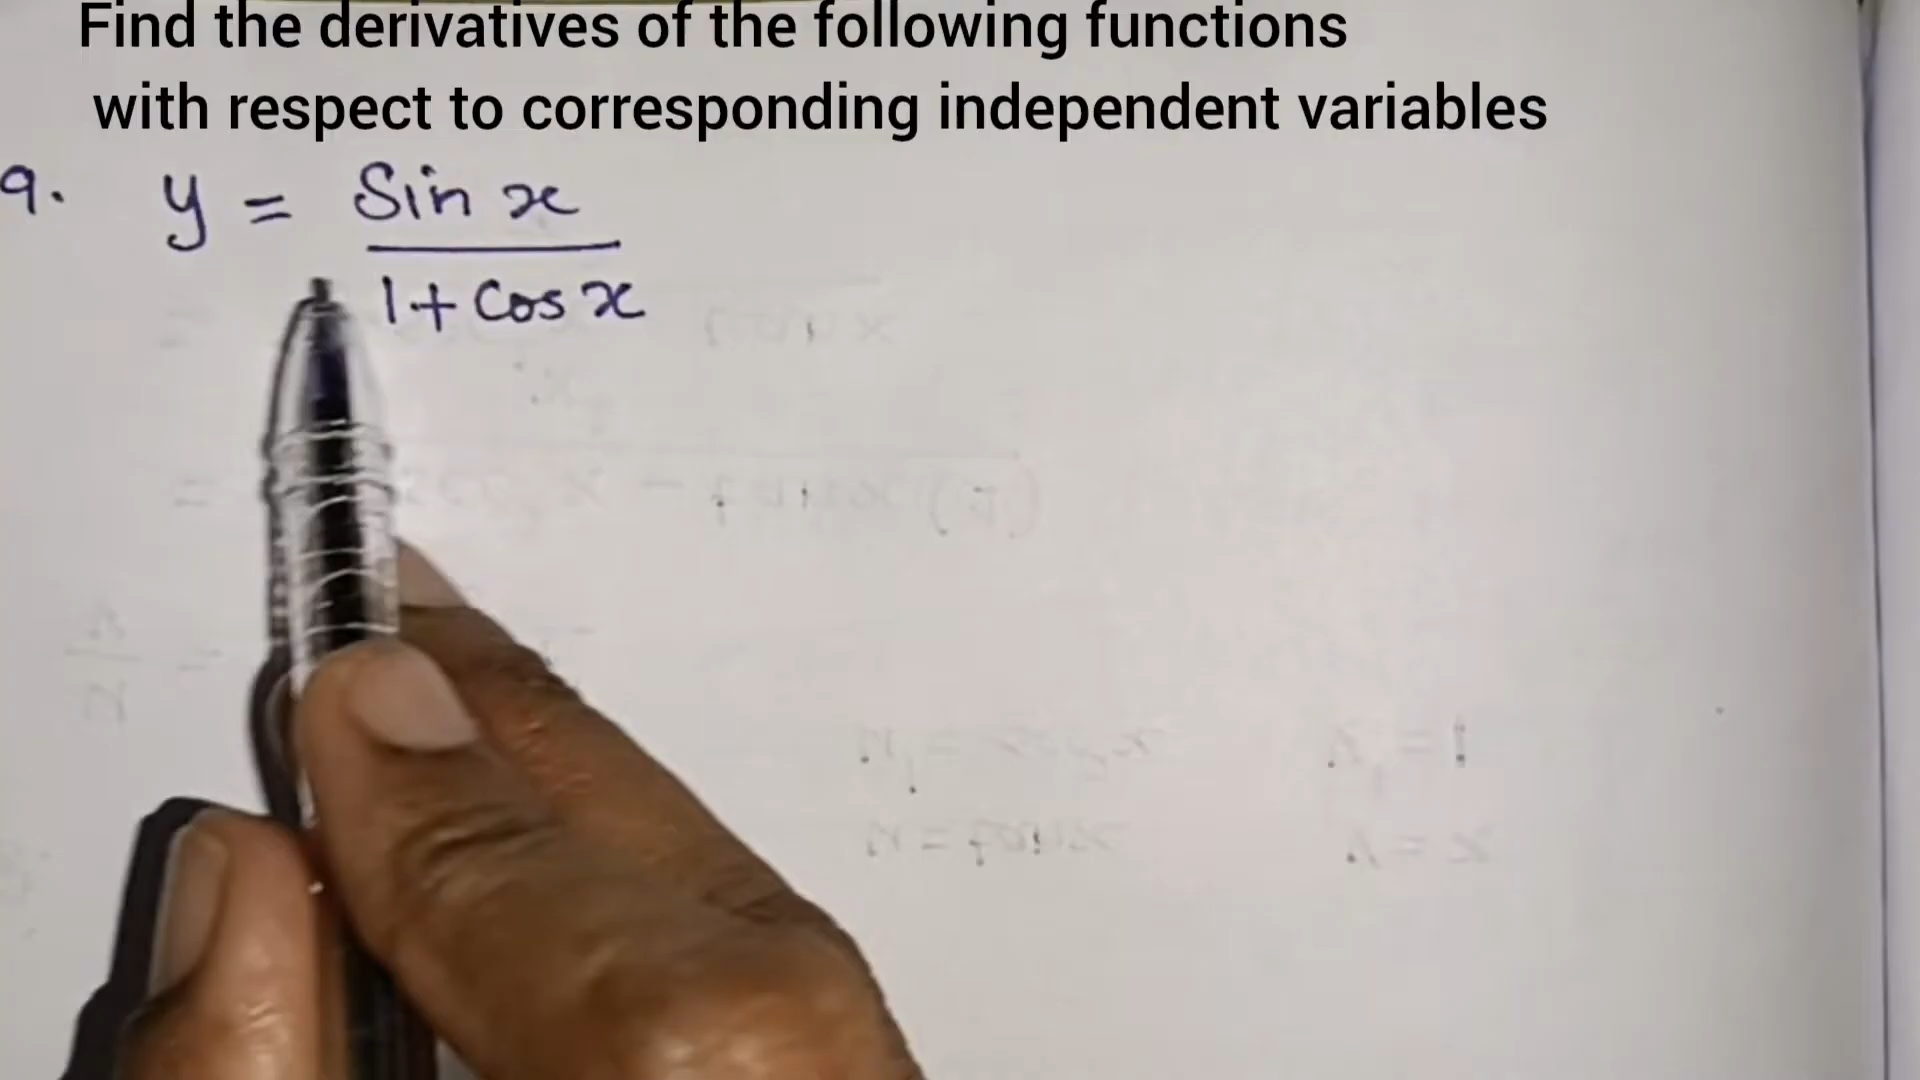 Find the derivatives of the following functions
with respect to corresponding independent variables
9. y = Sin x
1 + Cos x